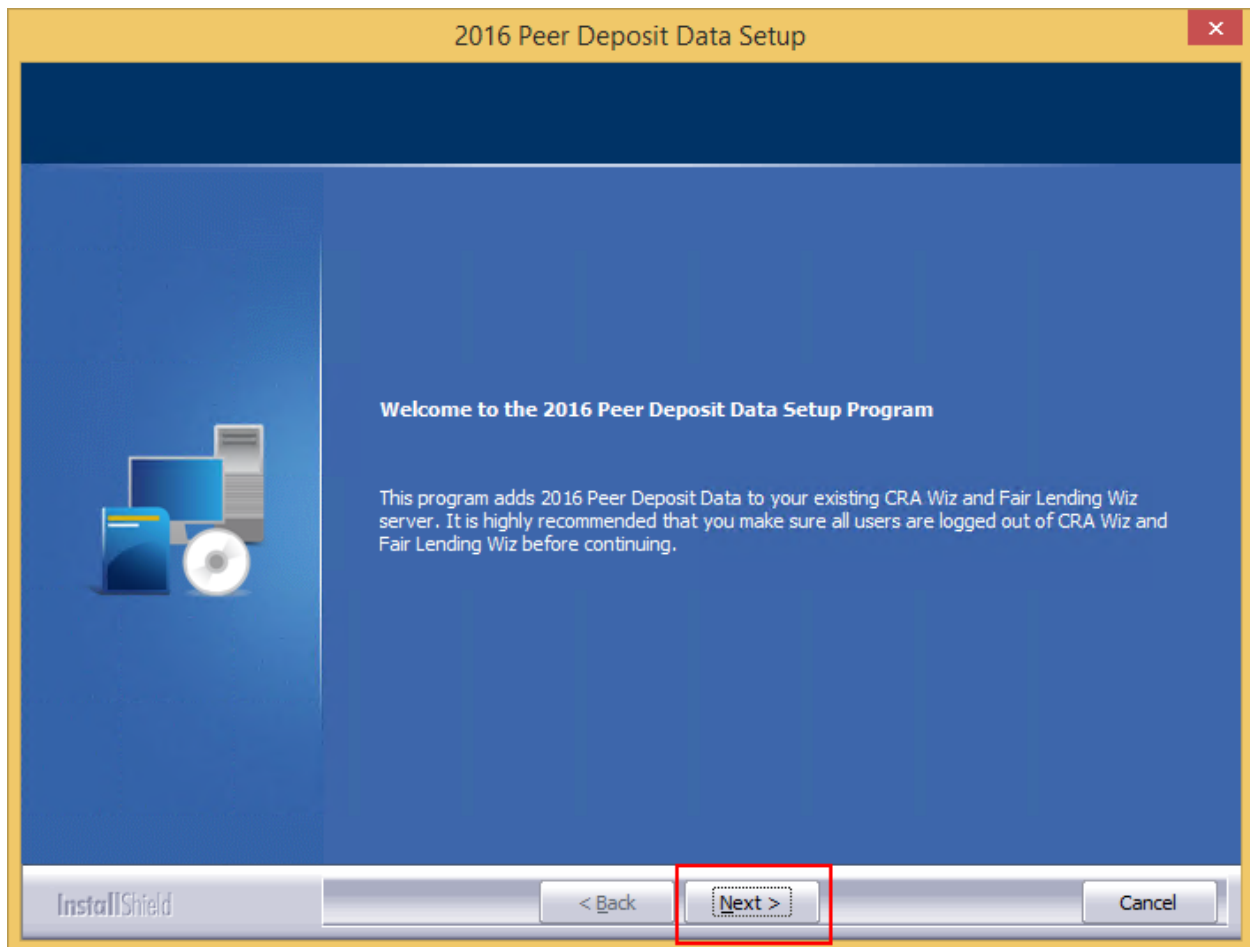 2016 Peer Deposit Data Setup
Welcome to the 2016 Peer Deposit Data Setup Program
This program adds 2016 Peer Deposit Data to your existing CRA Wiz and Fair Lending Wiz
server. It is highly recommended that you make sure all users are logged out of CRA Wiz and
Fair Lending Wiz before continuing.
InstallShield
< Back
Next >
Cancel